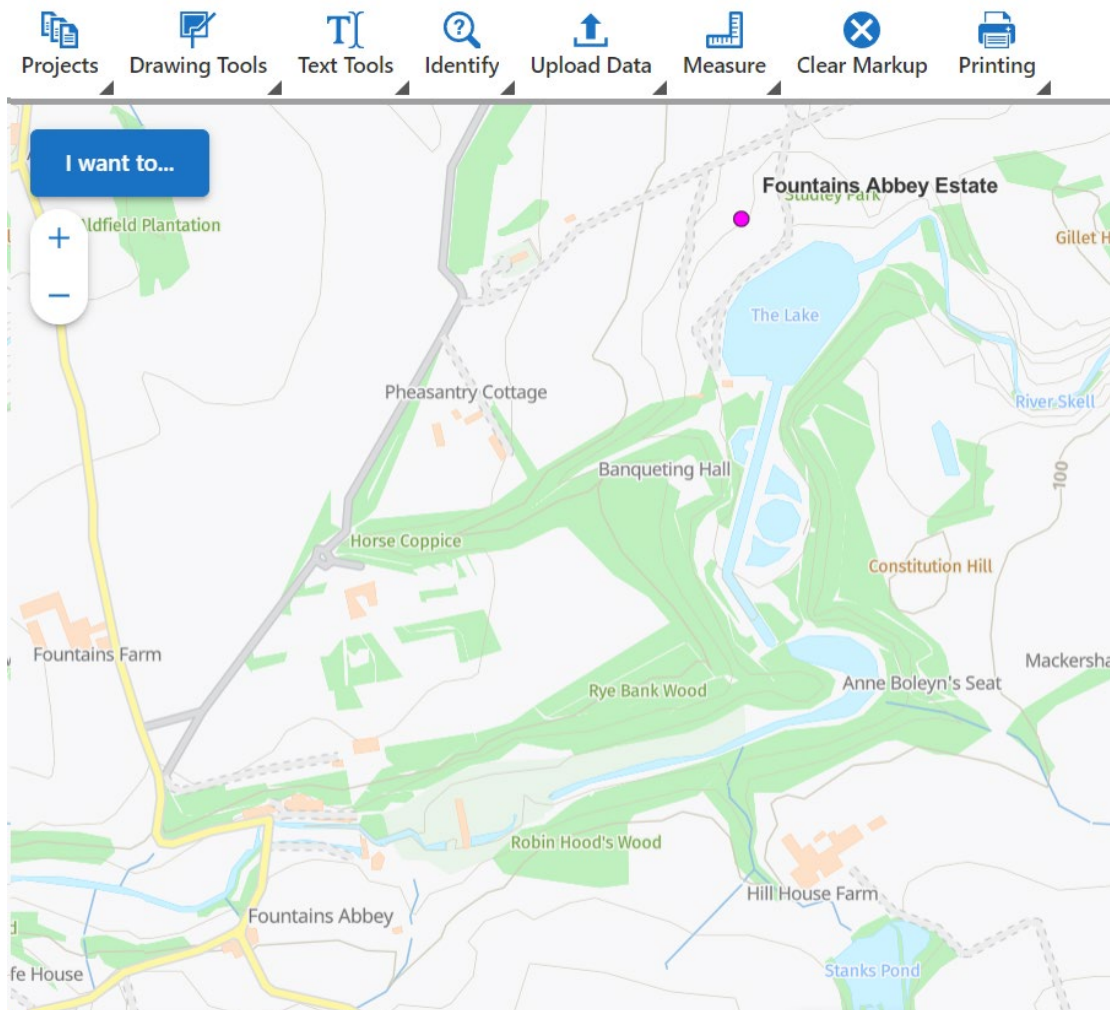 Projects
Drawing Tools
Text Tools
Identify
Upload Data
Measure
Clear Markup
Printing
I want to...
+
−
Fountains Abbey Estate
Studley Park
ldfield Plantation
Gillet H
The Lake
Pheasantry Cottage
River Skell
Banqueting Hall
100
Horse Coppice
Constitution Hill
Fountains Farm
Mackersha
Anne Boleyn's Seat
Rye Bank Wood
Robin Hood's Wood
Hill House Farm
Fountains Abbey
d
fe House
Stanks Pond